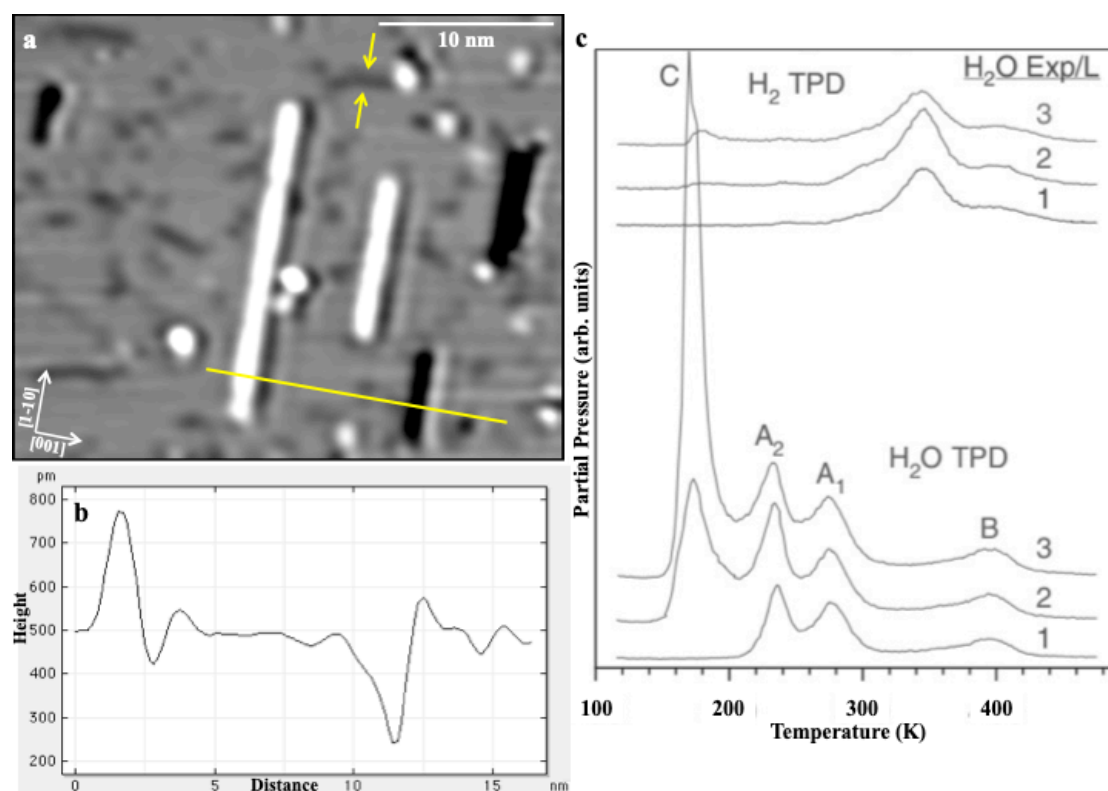 a
10 nm
[1-10]
[001]
pm
b
800
700
600
500
400
300
200
Height
0
5
10
15
nm
Distance
c
C
H₂ TPD
H₂O Exp/L
3
2
1
Partial Pressure (arb. units)
A₂
A₁
H₂O TPD
B
3
2
1
100
200
300
400
Temperature (K)